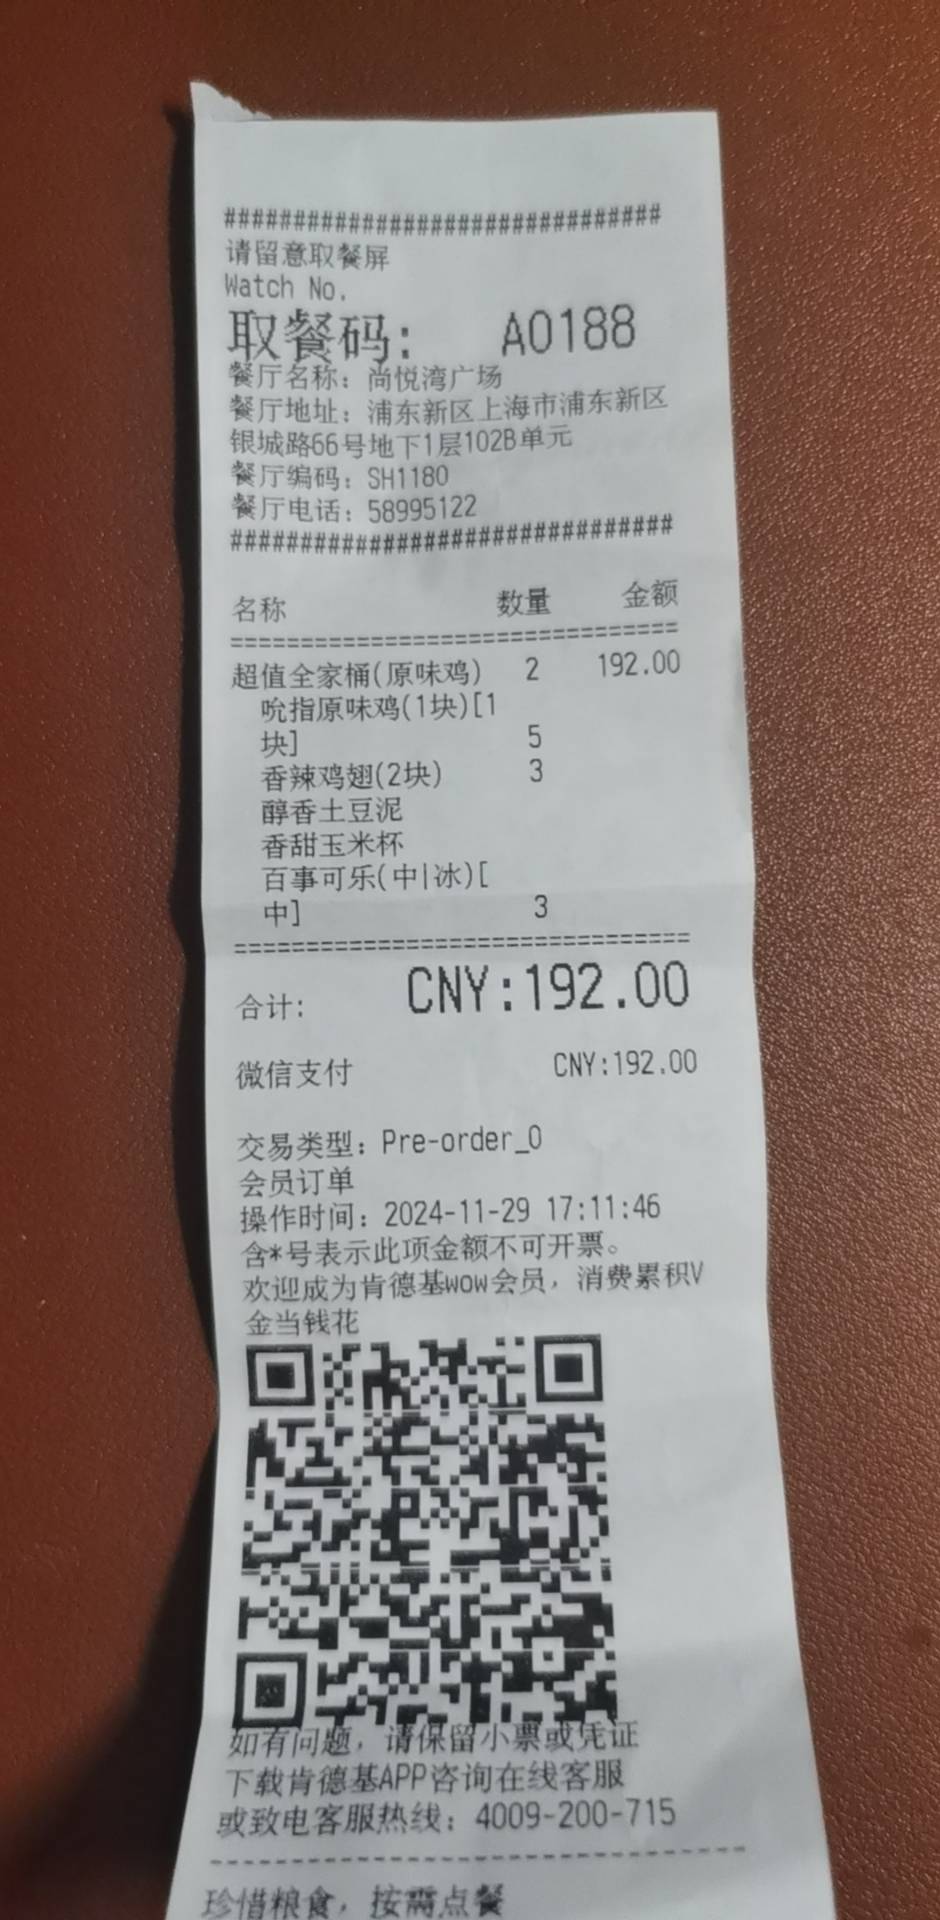 ################################
请留意取餐屏
Watch No.
取餐码: A0188
餐厅名称: 尚悦湾广场
餐厅地址: 浦东新区上海市浦东新区
银城路66号地下1层102B单元
餐厅编码: SH1180
餐厅电话: 58995122
################################
名称 数量 金额
================================
超值全家桶(原味鸡) 2 192.00
吮指原味鸡(1块)[1
块] 5
香辣鸡翅(2块) 3
醇香土豆泥
香甜玉米杯
百事可乐(中|冰)[
中] 3
================================
合计: CNY:192.00
微信支付 CNY:192.00
交易类型: Pre-order_0
会员订单
操作时间: 2024-11-29 17:11:46
含*号表示此项金额不可开票。
欢迎成为肯德基wow会员, 消费累积V
金当钱花
如有问题, 请保留小票或凭证
下载肯德基APP咨询在线客服
或致电客服热线: 4009-200-715
--------------------------------
珍惜粮食, 按需点餐